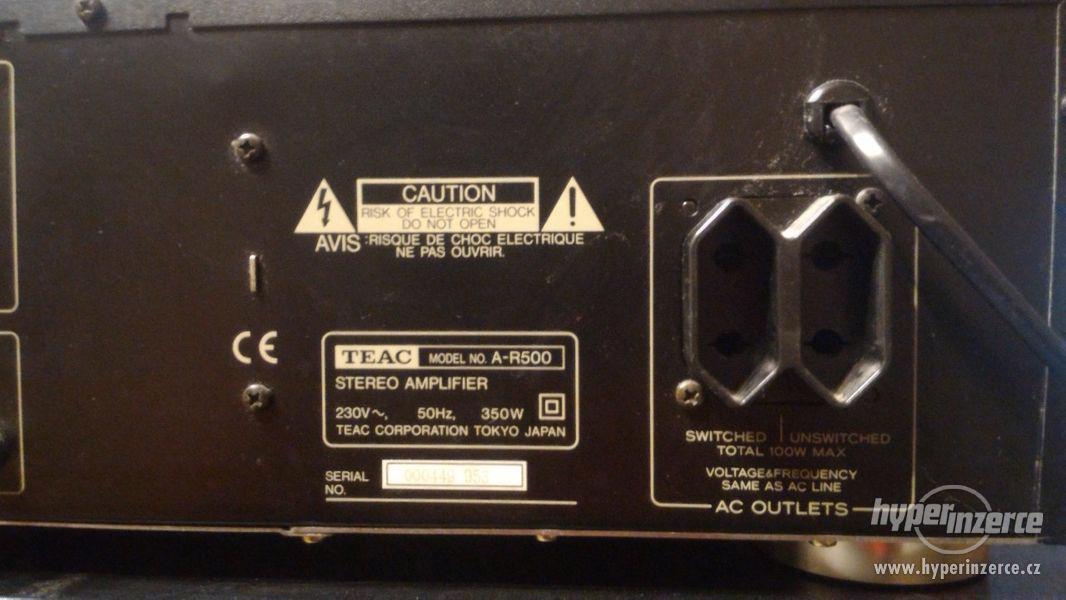 CAUTION
RISK OF ELECTRIC SHOCK
DO NOT OPEN
AVIS :RISQUE DE CHOC ELECTRIQUE
NE PAS OUVRIR.
CE
TEAC MODEL NO. A-R500
STEREO AMPLIFIER
230V~, 50Hz, 350W
TEAC CORPORATION TOKYO JAPAN
SERIAL
NO.
SWITCHED UNSWITCHED
TOTAL 100W MAX
VOLTAGE&FREQUENCY
SAME AS AC LINE
AC OUTLETS
hyperinzerce
www.hyperinzerce.cz